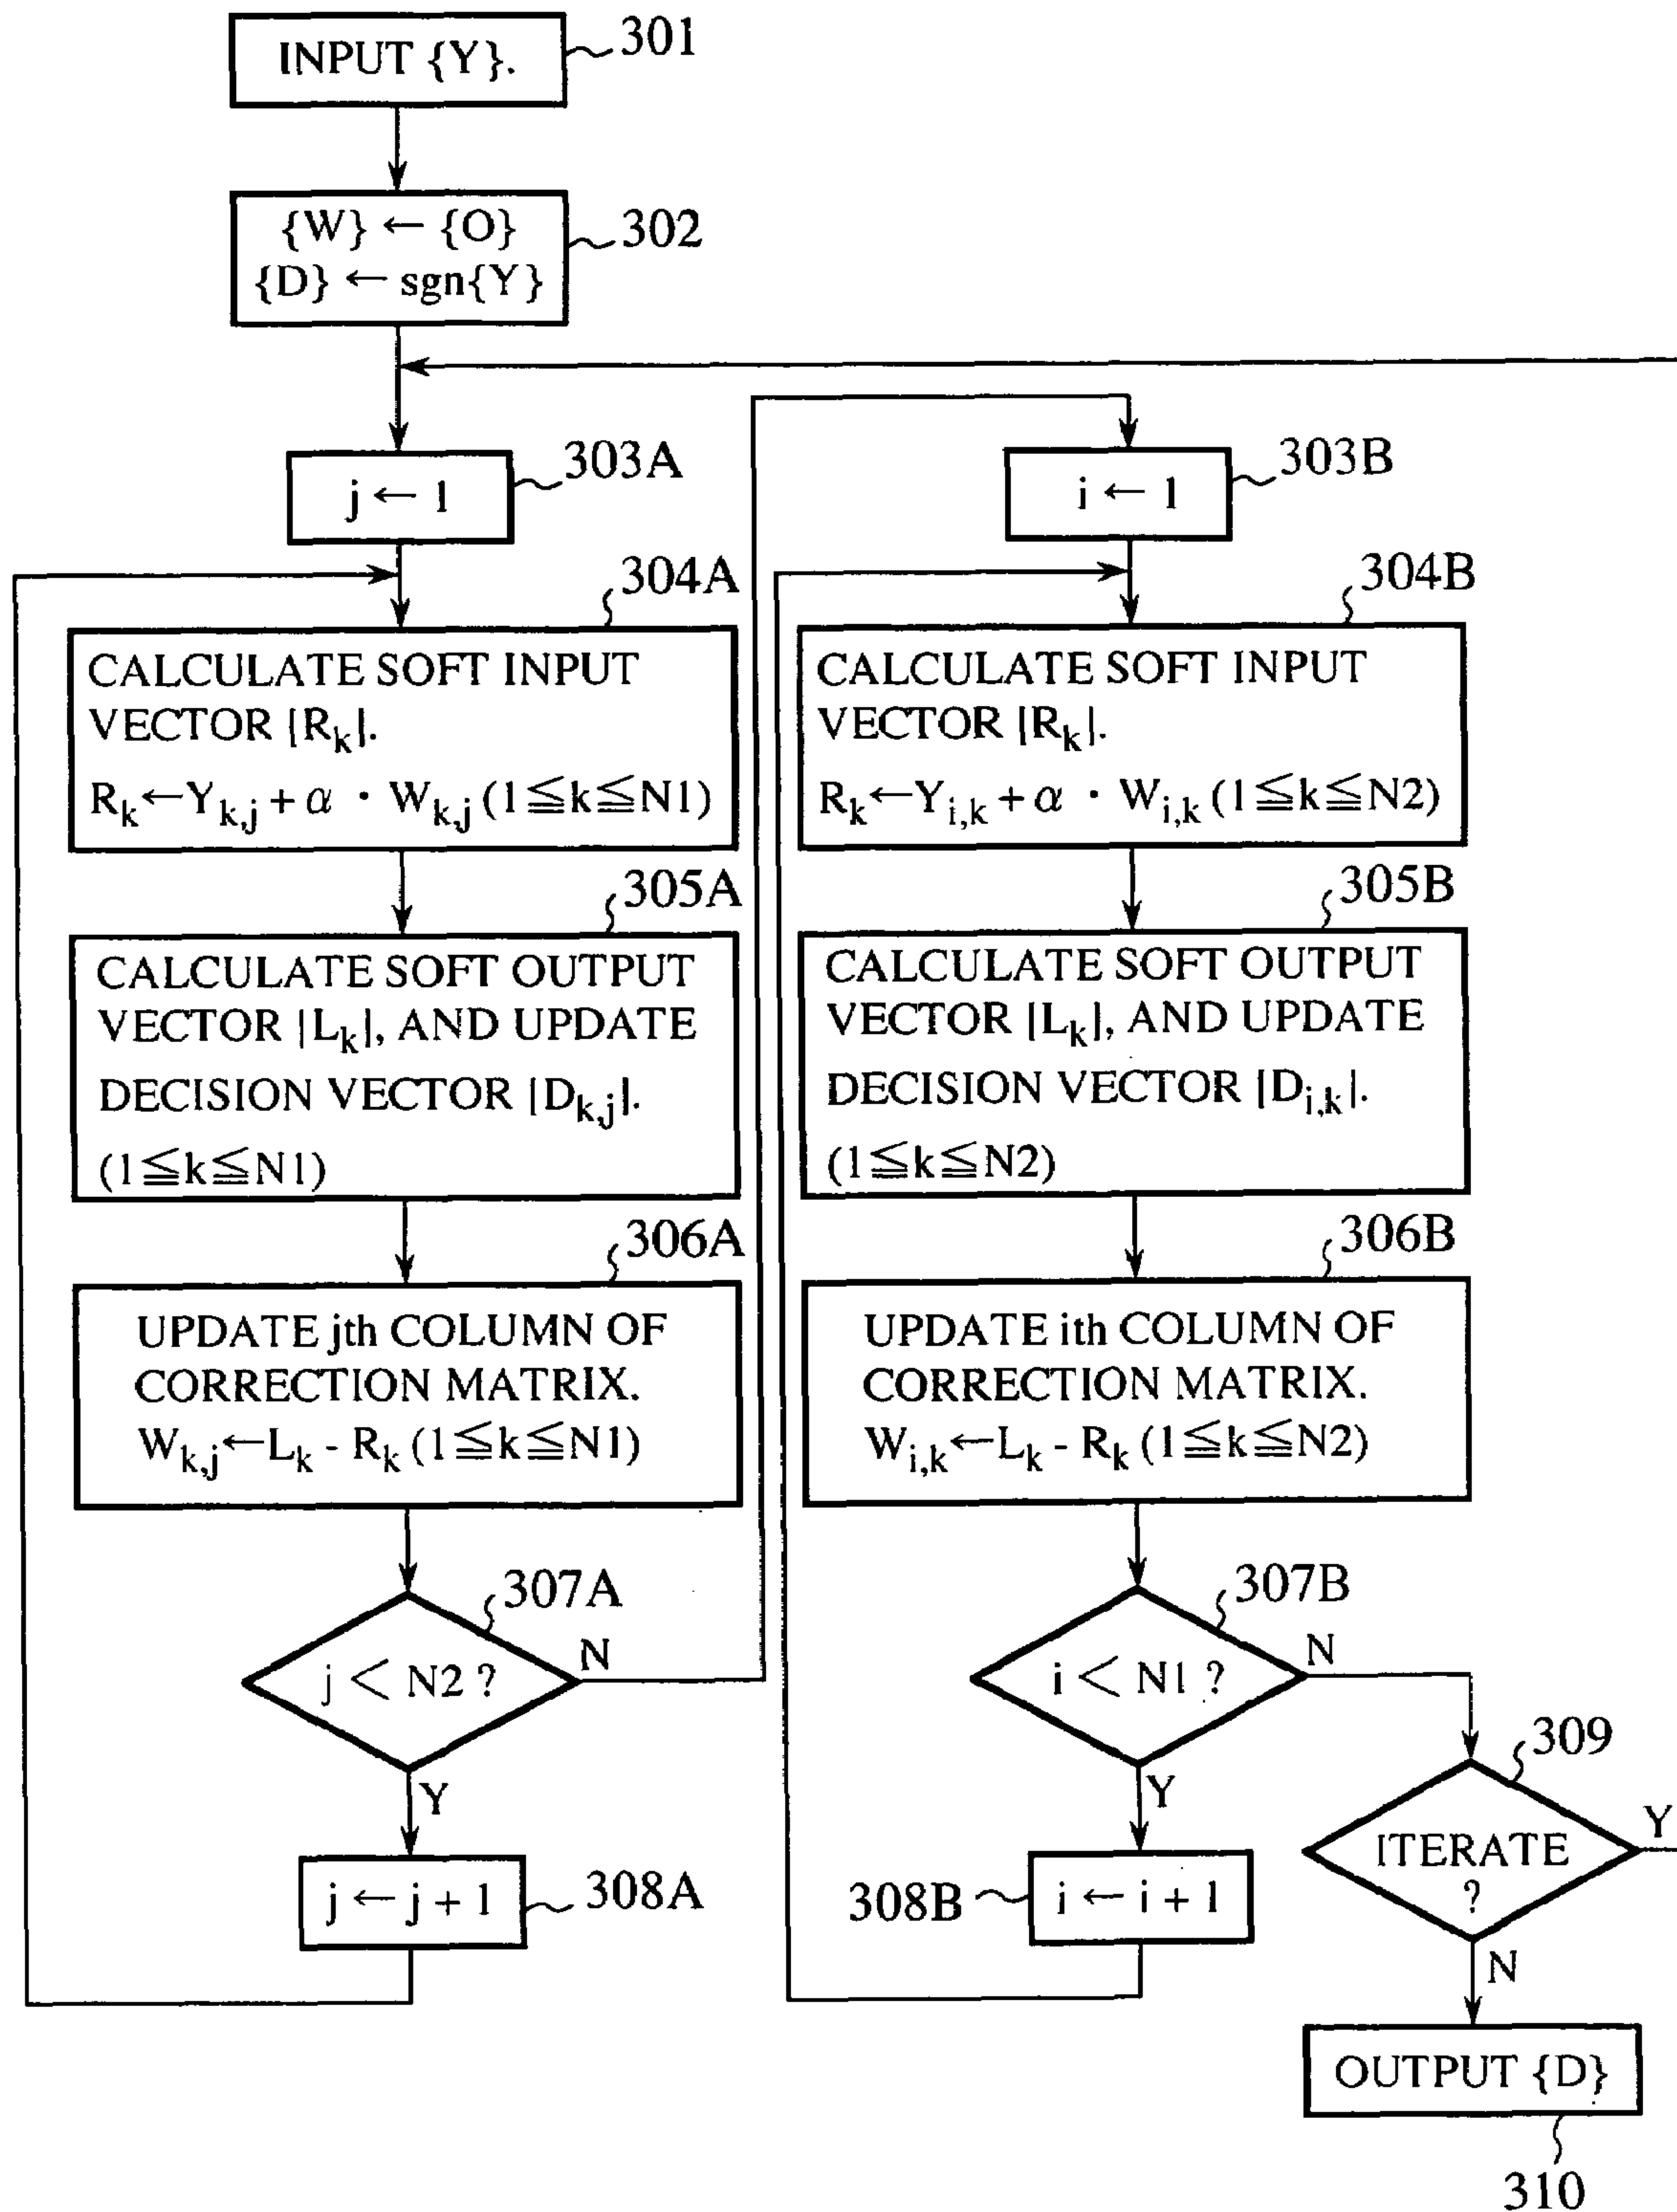 301
INPUT {Y}.
302
{W} ← {O}
{D} ← sgn{Y}
303A
j ← 1
304A
CALCULATE SOFT INPUT
VECTOR |Rk|.
Rk←Yk,j + α · Wk,j (1≦k≦N1)
305A
CALCULATE SOFT OUTPUT
VECTOR |Lk|, AND UPDATE
DECISION VECTOR |Dk,j|.
(1≦k≦N1)
306A
UPDATE jth COLUMN OF
CORRECTION MATRIX.
Wk,j←Lk - Rk (1≦k≦N1)
307A
j < N2 ?
N
Y
308A
j ← j + 1
303B
i ← 1
304B
CALCULATE SOFT INPUT
VECTOR |Rk|.
Rk←Yi,k + α · Wi,k (1≦k≦N2)
305B
CALCULATE SOFT OUTPUT
VECTOR |Lk|, AND UPDATE
DECISION VECTOR |Di,k|.
(1≦k≦N2)
306B
UPDATE ith COLUMN OF
CORRECTION MATRIX.
Wi,k←Lk - Rk (1≦k≦N2)
307B
i < N1 ?
N
Y
308B
i ← i + 1
309
ITERATE
?
Y
N
OUTPUT {D}
310